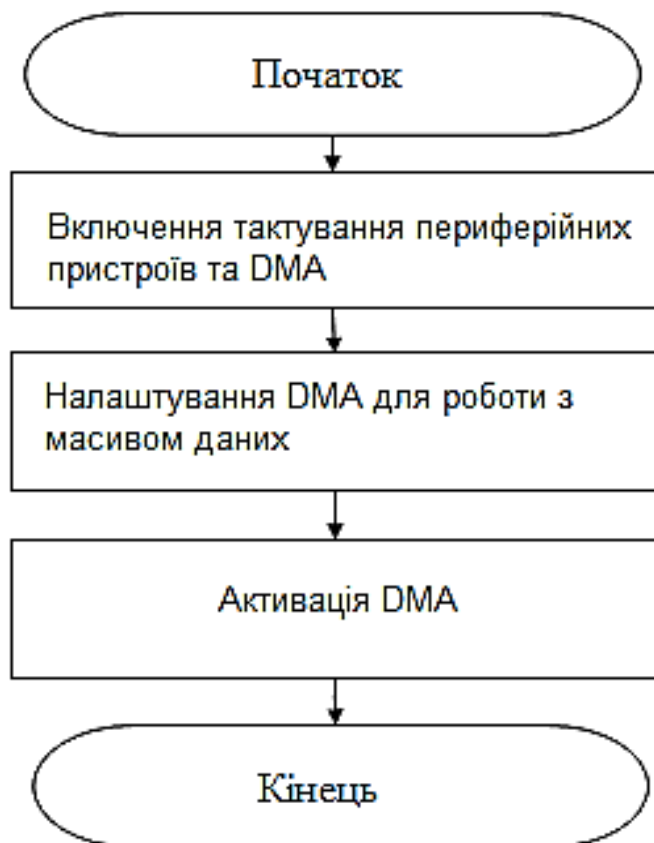 Початок
Включення тактування периферійних
пристроїв та DMA
Налаштування DMA для роботи з
масивом даних
Активація DMA
Кінець